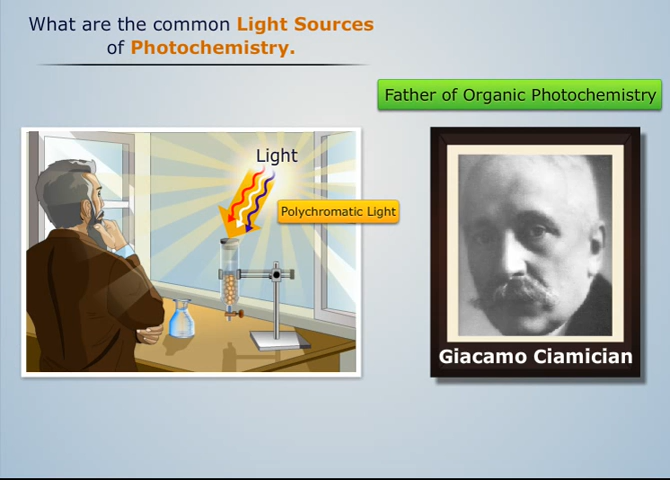 What are the common Light Sources
of Photochemistry.
Father of Organic Photochemistry
Light
Polychromatic Light
Giacamo Ciamician